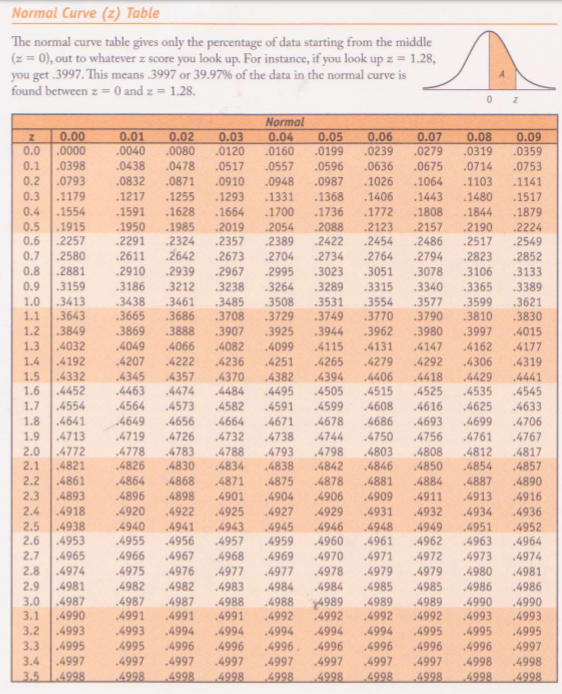 Normal Curve (z) Table
The normal curve table gives only the percentage of data starting from the middle
(z = 0), out to whatever z score you look up. For instance, if you look up z = 1.28,
you get .3997. This means .3997 or 39.97% of the data in the normal curve is
found between z = 0 and z = 1.28.
A
0 z
Normal
z 0.00 0.01 0.02 0.03 0.04 0.05 0.06 0.07 0.08 0.09
0.0 .0000 .0040 .0080 .0120 .0160 .0199 .0239 .0279 .0319 .0359
0.1 .0398 .0438 .0478 .0517 .0557 .0596 .0636 .0675 .0714 .0753
0.2 .0793 .0832 .0871 .0910 .0948 .0987 .1026 .1064 .1103 .1141
0.3 .1179 .1217 .1255 .1293 .1331 .1368 .1406 .1443 .1480 .1517
0.4 .1554 .1591 .1628 .1664 .1700 .1736 .1772 .1808 .1844 .1879
0.5 .1915 .1950 .1985 .2019 .2054 .2088 .2123 .2157 .2190 .2224
0.6 .2257 .2291 .2324 .2357 .2389 .2422 .2454 .2486 .2517 .2549
0.7 .2580 .2611 .2642 .2673 .2704 .2734 .2764 .2794 .2823 .2852
0.8 .2881 .2910 .2939 .2967 .2995 .3023 .3051 .3078 .3106 .3133
0.9 .3159 .3186 .3212 .3238 .3264 .3289 .3315 .3340 .3365 .3389
1.0 .3413 .3438 .3461 .3485 .3508 .3531 .3554 .3577 .3599 .3621
1.1 .3643 .3665 .3686 .3708 .3729 .3749 .3770 .3790 .3810 .3830
1.2 .3849 .3869 .3888 .3907 .3925 .3944 .3962 .3980 .3997 .4015
1.3 .4032 .4049 .4066 .4082 .4099 .4115 .4131 .4147 .4162 .4177
1.4 .4192 .4207 .4222 .4236 .4251 .4265 .4279 .4292 .4306 .4319
1.5 .4332 .4345 .4357 .4370 .4382 .4394 .4406 .4418 .4429 .4441
1.6 .4452 .4463 .4474 .4484 .4495 .4505 .4515 .4525 .4535 .4545
1.7 .4554 .4564 .4573 .4582 .4591 .4599 .4608 .4616 .4625 .4633
1.8 .4641 .4649 .4656 .4664 .4671 .4678 .4686 .4693 .4699 .4706
1.9 .4713 .4719 .4726 .4732 .4738 .4744 .4750 .4756 .4761 .4767
2.0 .4772 .4778 .4783 .4788 .4793 .4798 .4803 .4808 .4812 .4817
2.1 .4821 .4826 .4830 .4834 .4838 .4842 .4846 .4850 .4854 .4857
2.2 .4861 .4864 .4868 .4871 .4875 .4878 .4881 .4884 .4887 .4890
2.3 .4893 .4896 .4898 .4901 .4904 .4906 .4909 .4911 .4913 .4916
2.4 .4918 .4920 .4922 .4925 .4927 .4929 .4931 .4932 .4934 .4936
2.5 .4938 .4940 .4941 .4943 .4945 .4946 .4948 .4949 .4951 .4952
2.6 .4953 .4955 .4956 .4957 .4959 .4960 .4961 .4962 .4963 .4964
2.7 .4965 .4966 .4967 .4968 .4969 .4970 .4971 .4972 .4973 .4974
2.8 .4974 .4975 .4976 .4977 .4977 .4978 .4979 .4979 .4980 .4981
2.9 .4981 .4982 .4982 .4983 .4984 .4984 .4985 .4985 .4986 .4986
3.0 .4987 .4987 .4987 .4988 .4988 .4989 .4989 .4989 .4990 .4990
3.1 .4990 .4991 .4991 .4991 .4992 .4992 .4992 .4992 .4993 .4993
3.2 .4993 .4993 .4994 .4994 .4994 .4994 .4994 .4995 .4995 .4995
3.3 .4995 .4995 .4996 .4996 .4996 .4996 .4996 .4996 .4996 .4997
3.4 .4997 .4997 .4997 .4997 .4997 .4997 .4997 .4997 .4998 .4998
3.5 .4998 .4998 .4998 .4998 .4998 .4998 .4998 .4998 .4998 .4998